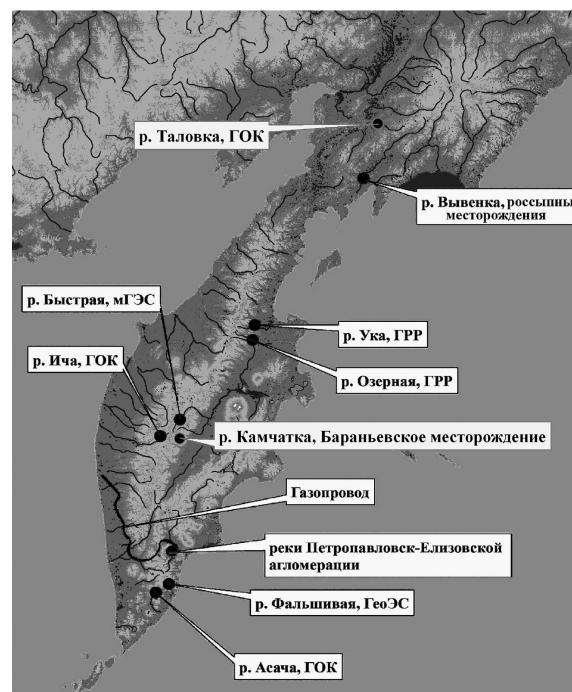 р. Таловка, ГОК
р. Вывенка, россыпны
месторождения
р. Быстрая, мГЭС
р. Ука, ГРР
р. Ича, ГОК
р. Озерная, ГРР
р. Камчатка, Бараньевское месторождение
Газопровод
реки Петропавловск-Елизовской
агломерации
р. Фальшивая, ГеоЭС
р. Асача, ГОК